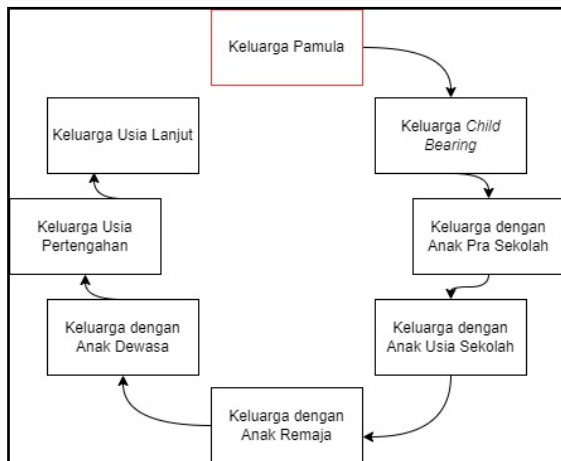 Keluarga Pamula
Keluarga Child
Bearing
Keluarga dengan
Anak Pra Sekolah
Keluarga dengan
Anak Usia Sekolah
Keluarga dengan
Anak Remaja
Keluarga dengan
Anak Dewasa
Keluarga Usia
Pertengahan
Keluarga Usia Lanjut